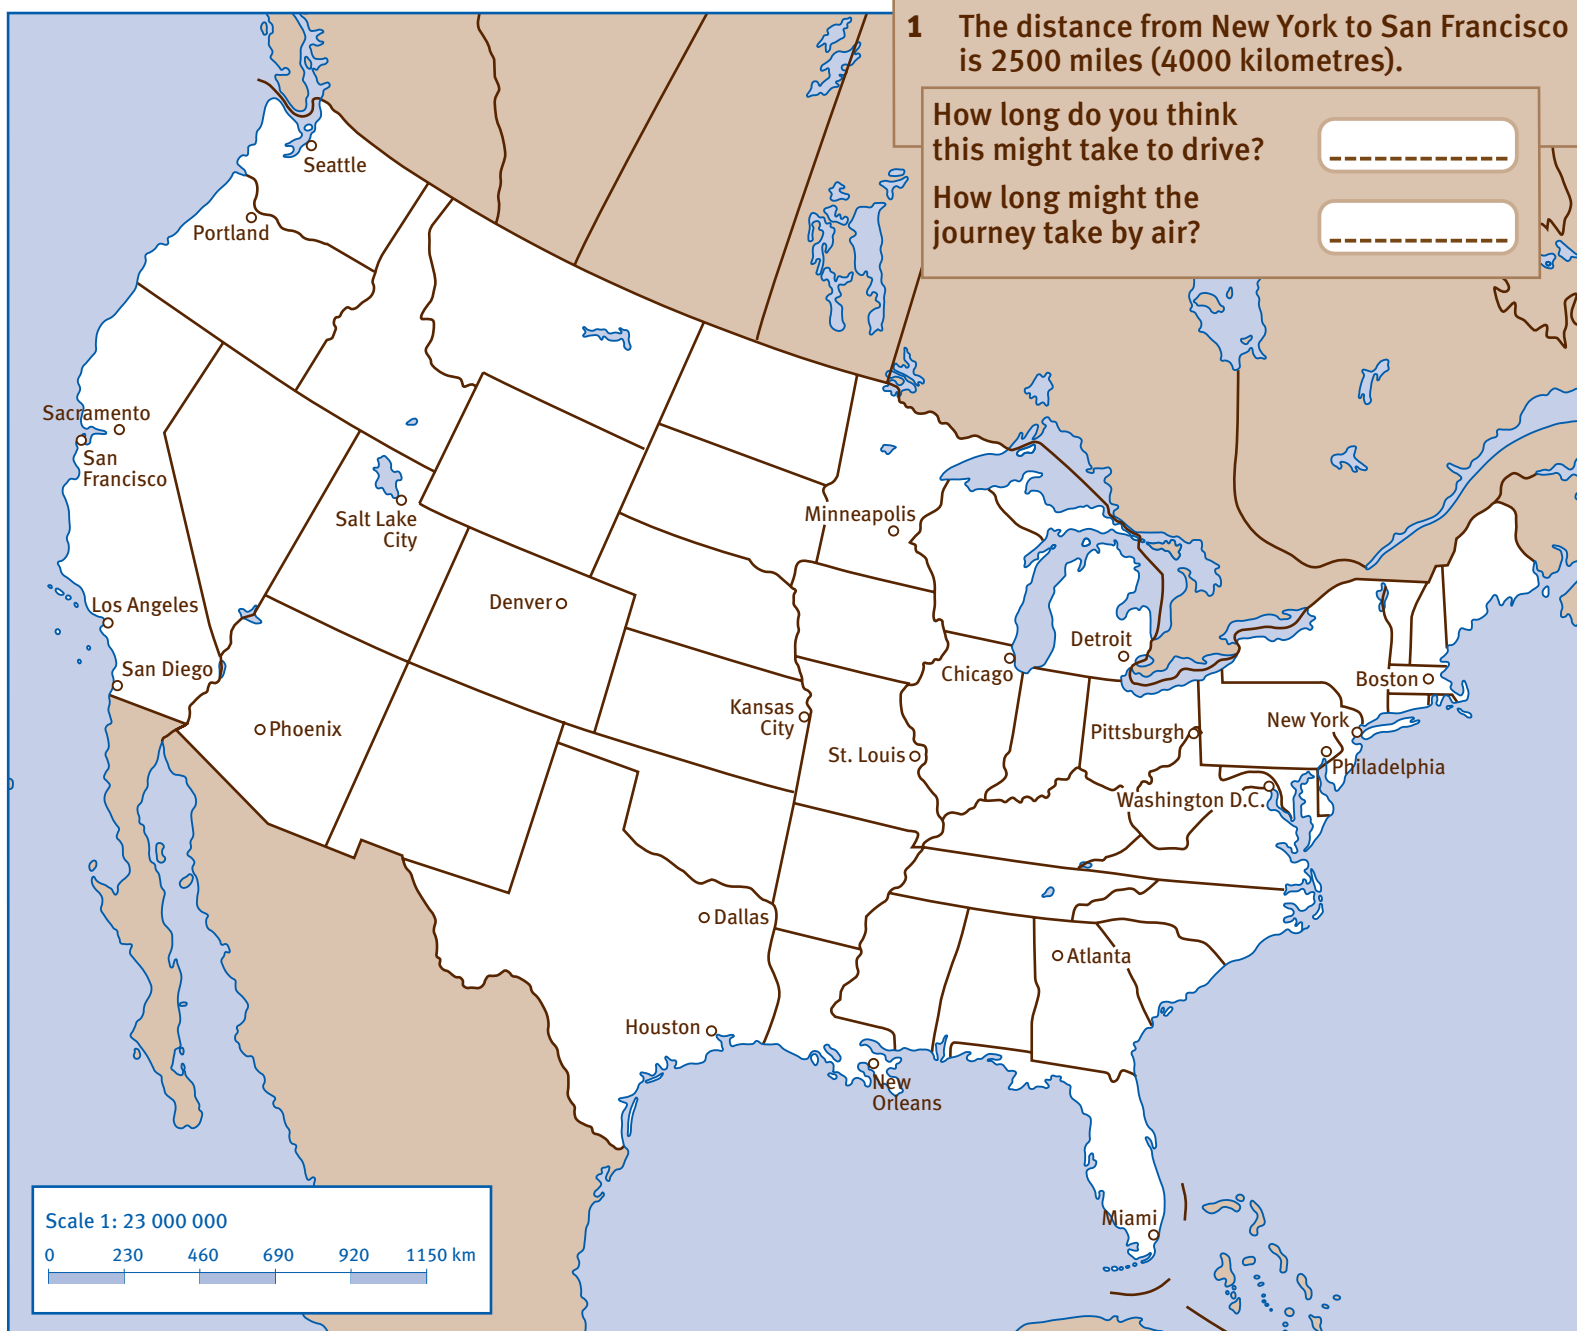 1 The distance from New York to San Francisco
is 2500 miles (4000 kilometres).
How long do you think
this might take to drive?
How long might the
journey take by air?
Seattle
Portland
Sacramento
San
Francisco
Salt Lake
City
Minneapolis
Los Angeles
Denver
Detroit
San Diego
Chicago
Boston
Phoenix
Kansas
City
New York
Pittsburgh
St. Louis
Philadelphia
Washington D.C.
Dallas
Atlanta
Houston
New
Orleans
Miami
Scale 1: 23 000 000
0 230 460 690 920 1150 km